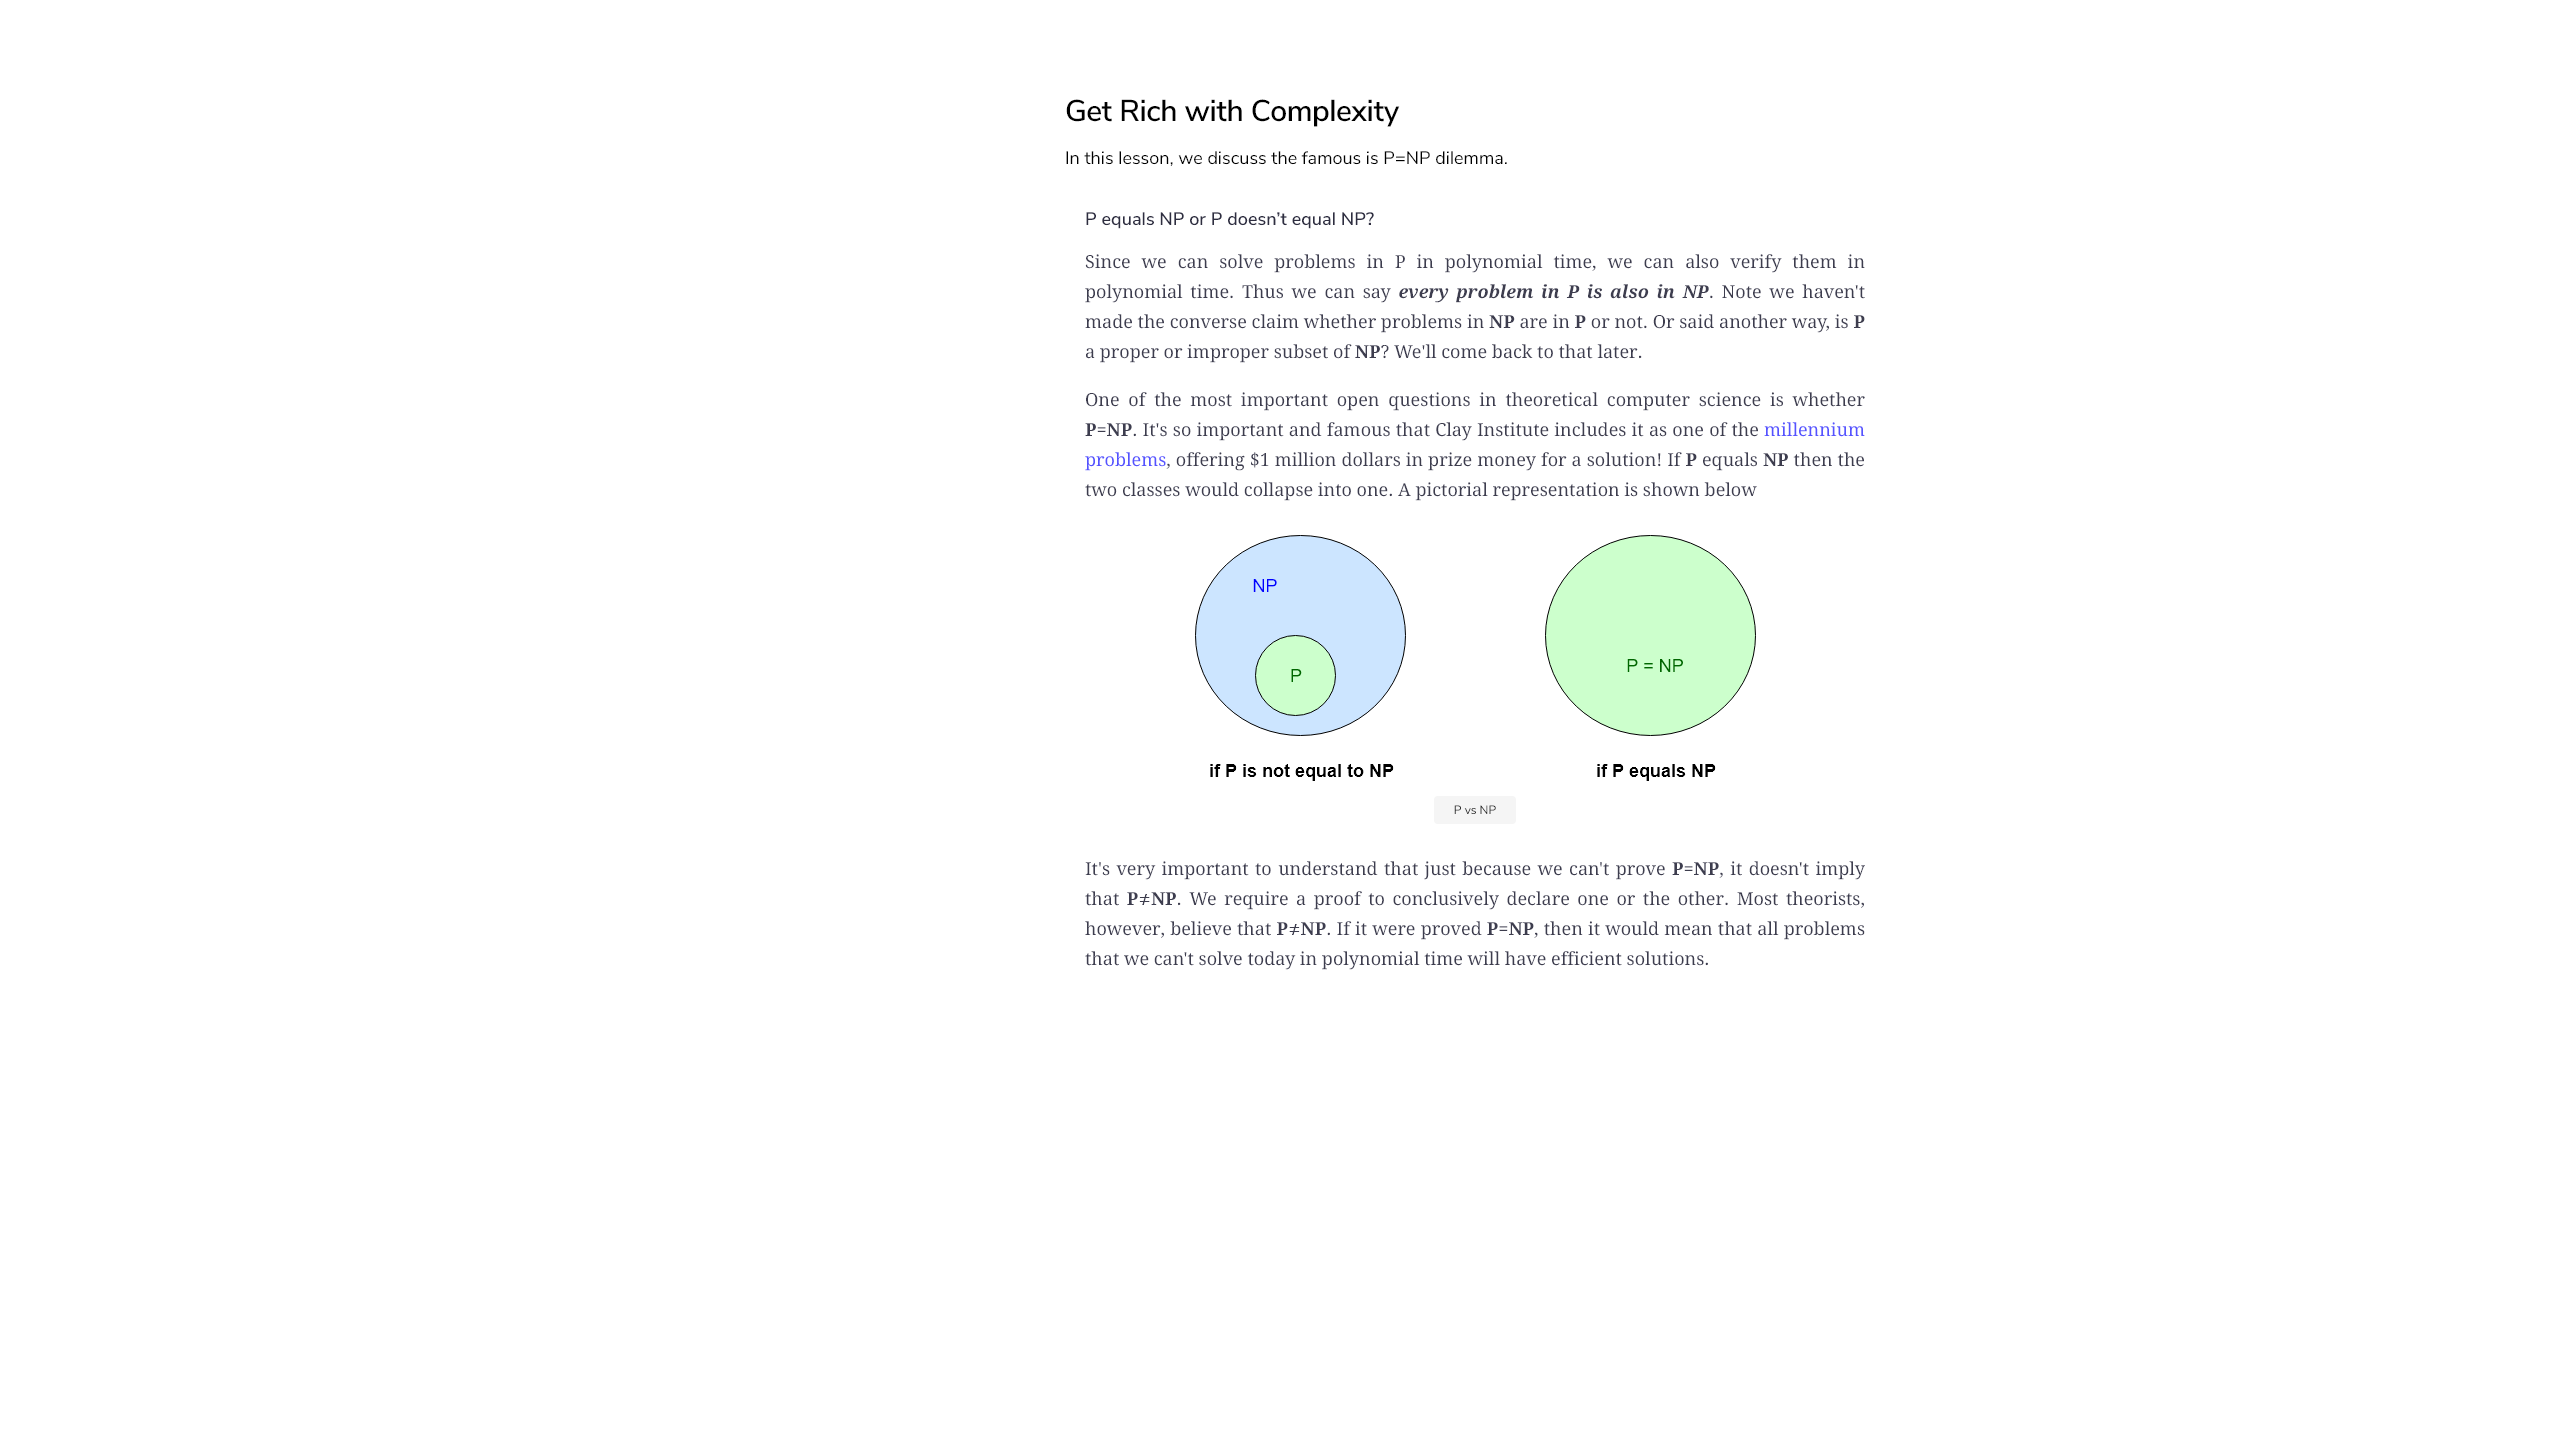 Get Rich with Complexity
In this lesson, we discuss the famous is P=NP dilemma.
P equals NP or P doesn’t equal NP?
Since we can solve problems in P in polynomial time, we can also verify them in
polynomial time. Thus we can say every problem in P is also in NP. Note we haven't
made the converse claim whether problems in NP are in P or not. Or said another way, is P
a proper or improper subset of NP? We'll come back to that later.
One of the most important open questions in theoretical computer science is whether
P=NP. It's so important and famous that Clay Institute includes it as one of the millennium
problems, offering $1 million dollars in prize money for a solution! If P equals NP then the
two classes would collapse into one. A pictorial representation is shown below
NP
P
P = NP
if P is not equal to NP
if P equals NP
P vs NP
It's very important to understand that just because we can't prove P=NP, it doesn't imply
that P≠NP. We require a proof to conclusively declare one or the other. Most theorists,
however, believe that P≠NP. If it were proved P=NP, then it would mean that all problems
that we can't solve today in polynomial time will have efficient solutions.